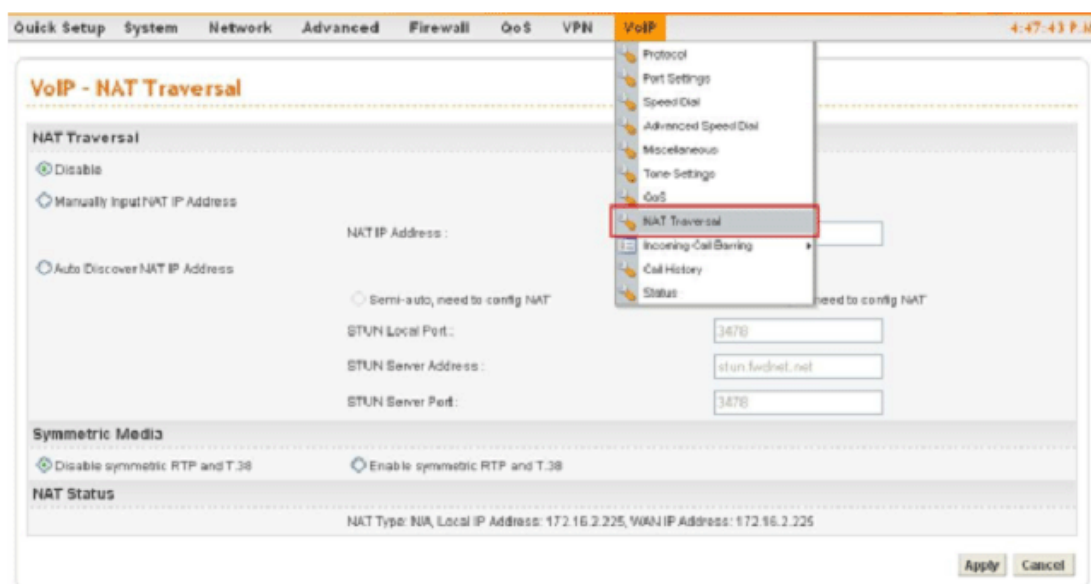 Quick Setup System Network Advanced Firewall QoS VPN VoIP 4:47:43 P.M
Protocol
Port Settings
Speed Dial
Advanced Speed Dial
Miscellaneous
Tone Settings
QoS
NAT Traversal
Incoming Call Barring
Call History
Status
VoIP - NAT Traversal
NAT Traversal
Disable
Manually Input NAT IP Address
NAT IP Address :
Auto Discover NAT IP Address
Semi-auto, need to config NAT need to config NAT
STUN Local Port : 3478
STUN Server Address : stun.fwdnet.net
STUN Server Port : 3478
Symmetric Media
Disable symmetric RTP and T.38 Enable symmetric RTP and T.38
NAT Status
NAT Type: N/A, Local IP Address: 172.16.2.225, WAN IP Address: 172.16.2.225
Apply Cancel